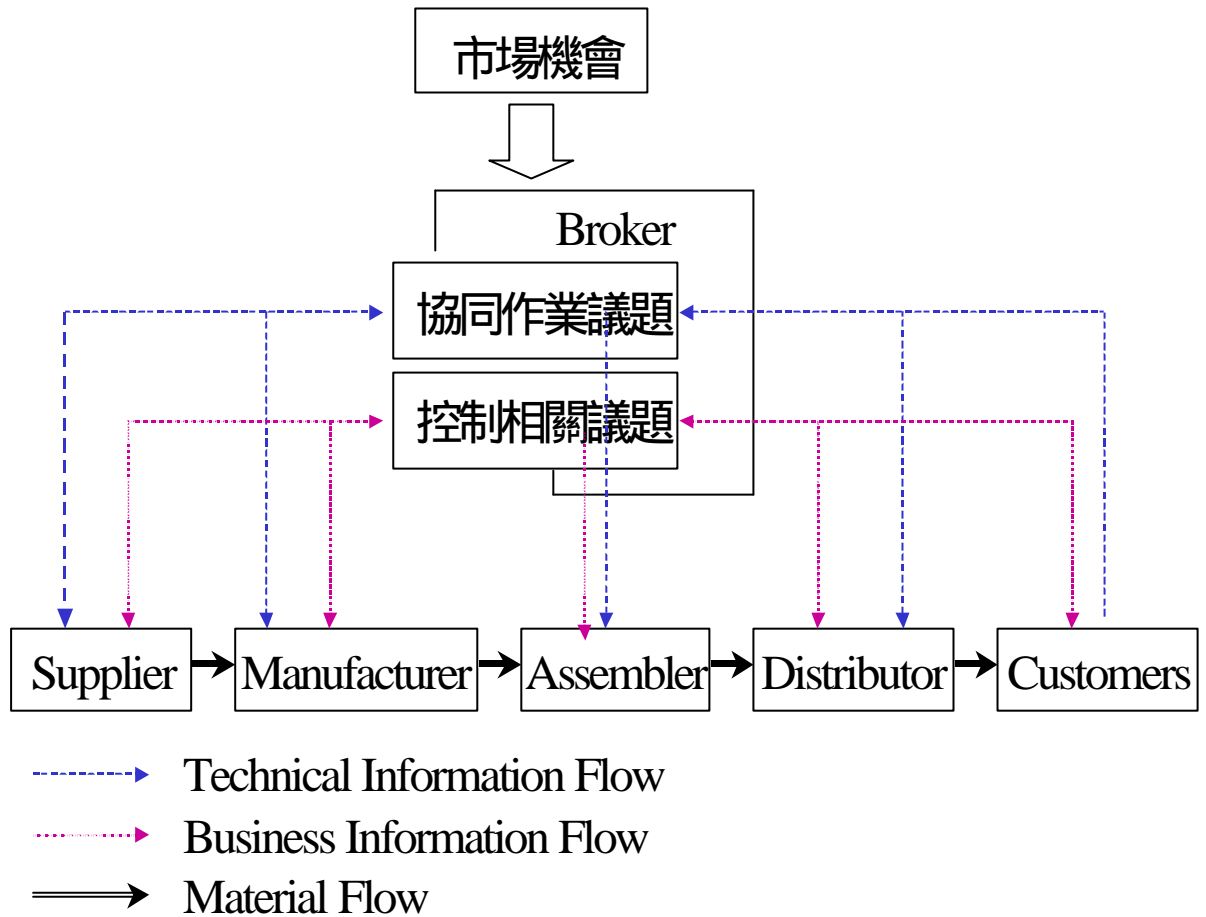 市場機會
Broker
協同作業議題
控制相關議題
Supplier
Manufacturer
Assembler
Distributor
Customers
Technical Information Flow
Business Information Flow
Material Flow